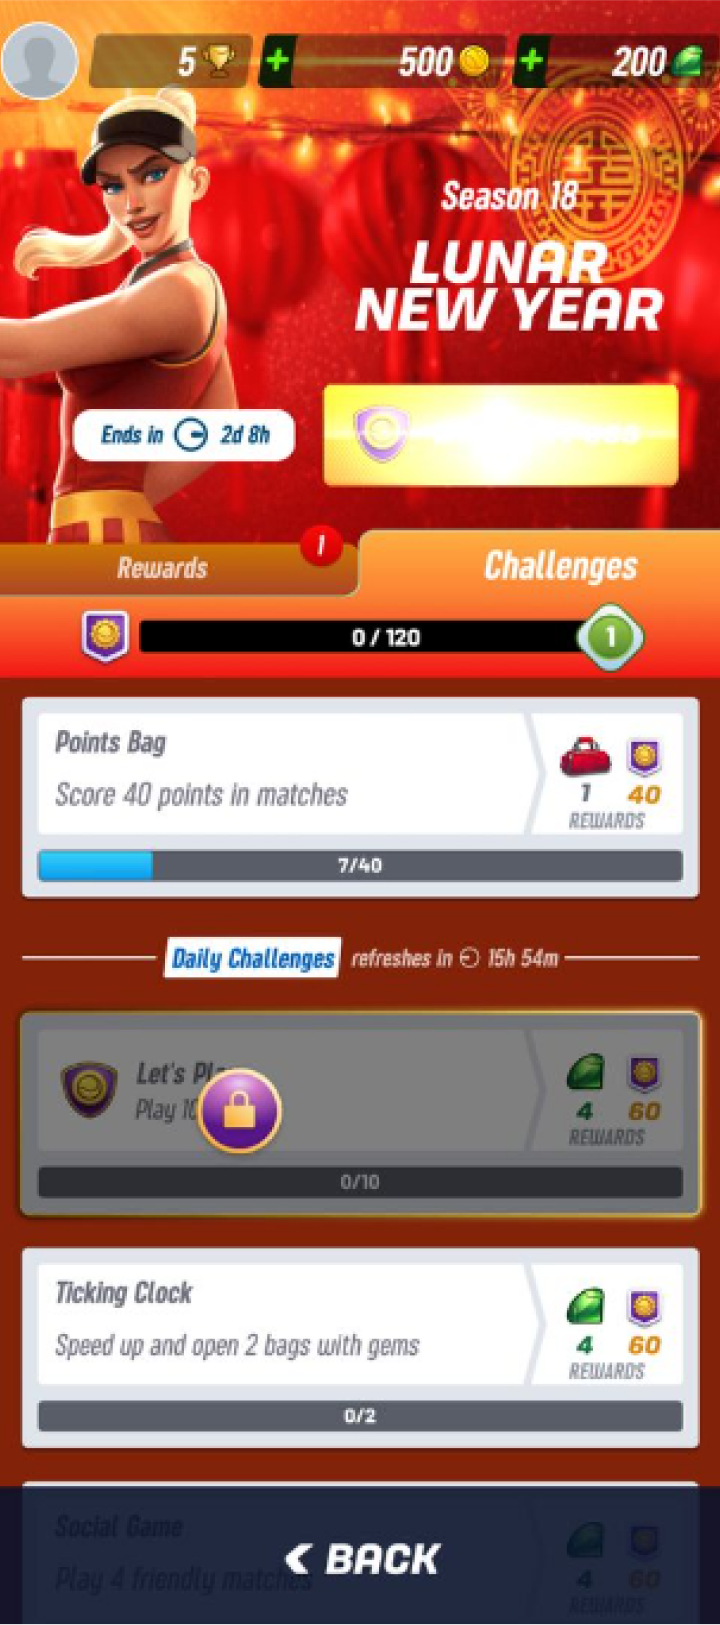 5 + 500 + 200
Season 18
LUNAR
NEW YEAR
Ends in 2d 8h
Rewards 1
Challenges
0 / 120 1
Points Bag
Score 40 points in matches
1 40
REWARDS
7/40
Daily Challenges refreshes in 15h 54m
Let's
Play
4 60
REWARDS
0/10
Ticking Clock
Speed up and open 2 bags with gems
4 60
REWARDS
0/2
Social Game
Play 4 friendly matches
4 60
REWARDS
< BACK